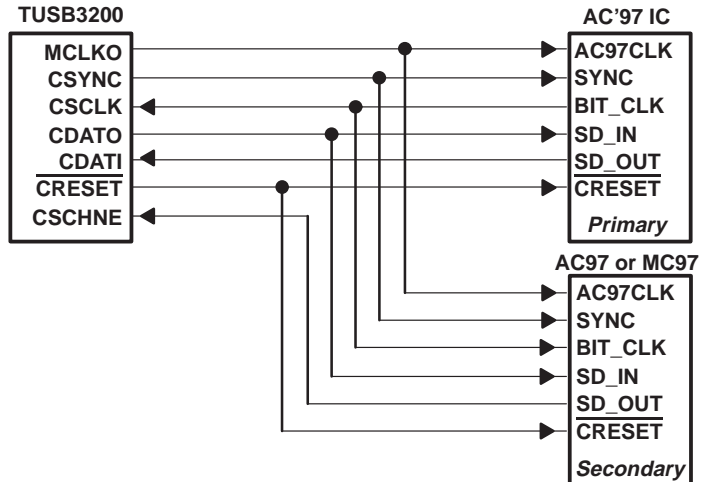 TUSB3200
MCLKO
CSYNC
CSCLK
CDATO
CDATI
CRESET
CSCHNE
AC'97 IC
AC97CLK
SYNC
BIT_CLK
SD_IN
SD_OUT
CRESET
Primary
AC97 or MC97
AC97CLK
SYNC
BIT_CLK
SD_IN
SD_OUT
CRESET
Secondary